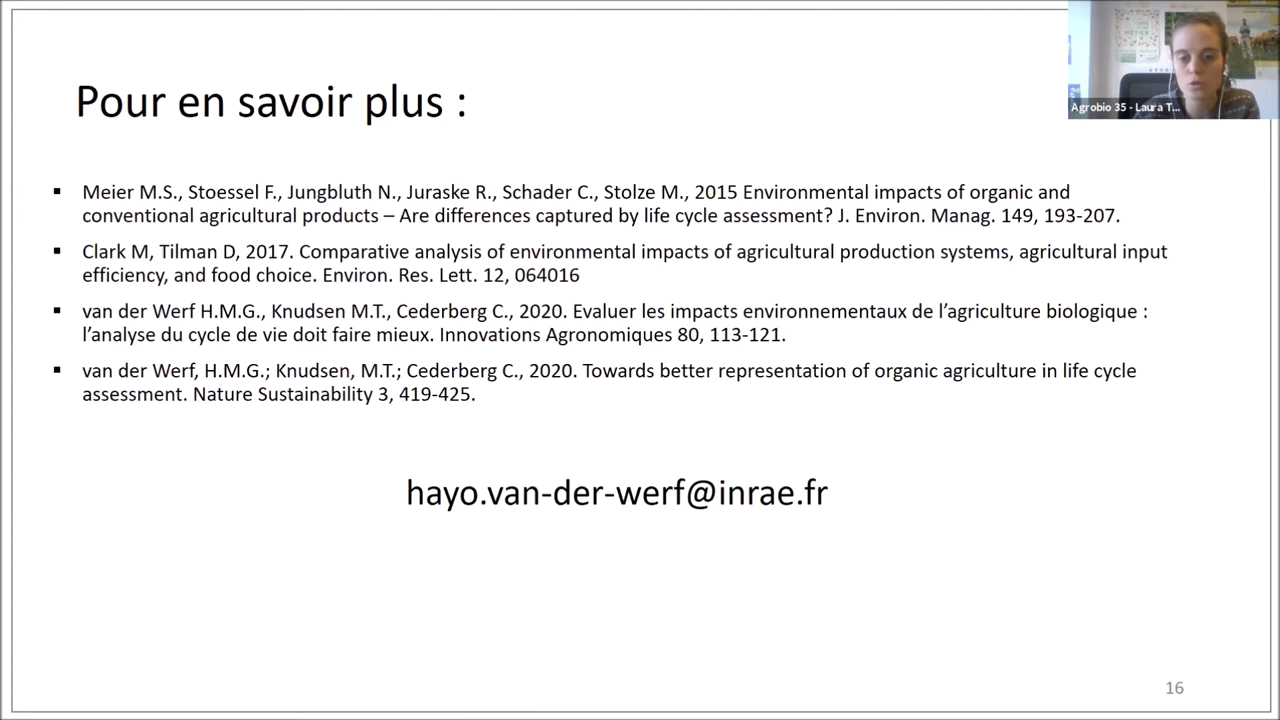 Pour en savoir plus :
Agrobio 35 - Laura T...
▪ Meier M.S., Stoessel F., Jungbluth N., Juraske R., Schader C., Stolze M., 2015 Environmental impacts of organic and
conventional agricultural products – Are differences captured by life cycle assessment? J. Environ. Manag. 149, 193-207.
▪ Clark M, Tilman D, 2017. Comparative analysis of environmental impacts of agricultural production systems, agricultural input
efficiency, and food choice. Environ. Res. Lett. 12, 064016
▪ van der Werf H.M.G., Knudsen M.T., Cederberg C., 2020. Evaluer les impacts environnementaux de l’agriculture biologique :
l’analyse du cycle de vie doit faire mieux. Innovations Agronomiques 80, 113-121.
▪ van der Werf, H.M.G.; Knudsen, M.T.; Cederberg C., 2020. Towards better representation of organic agriculture in life cycle
assessment. Nature Sustainability 3, 419-425.
hayo.van-der-werf@inrae.fr
16